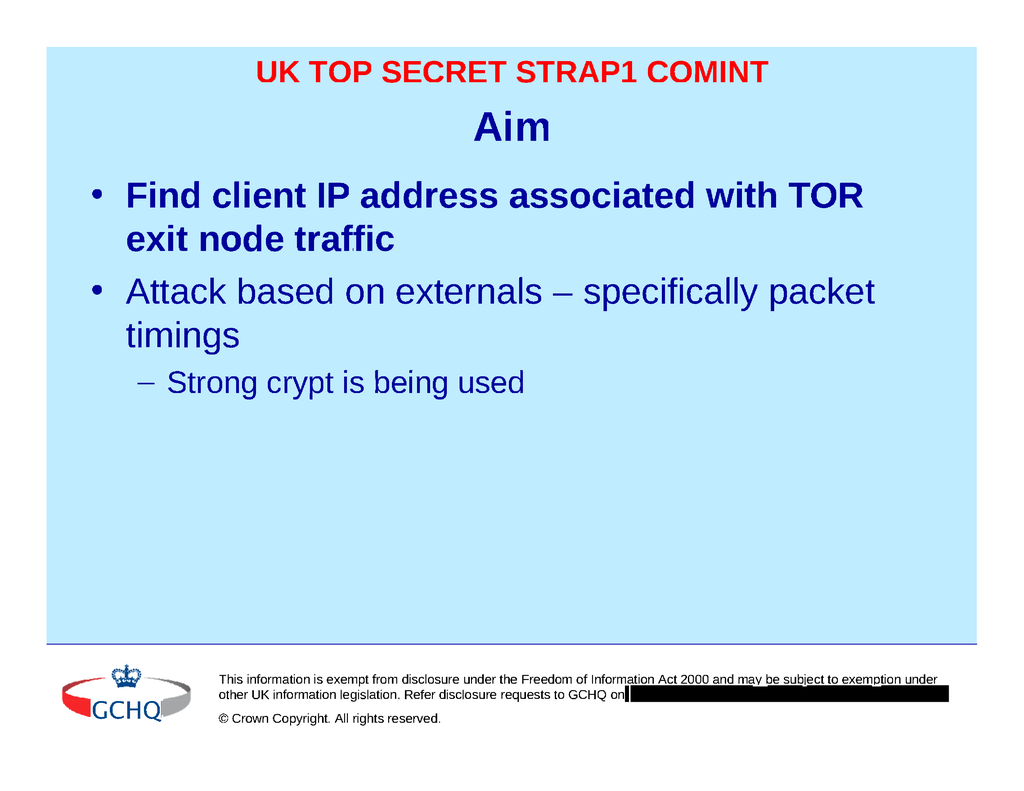 UK TOP SECRET STRAP1 COMINT
Aim
• Find client IP address associated with TOR
exit node traffic
• Attack based on externals – specifically packet
timings
– Strong crypt is being used
GCHQ
This information is exempt from disclosure under the Freedom of Information Act 2000 and may be subject to exemption under
other UK information legislation. Refer disclosure requests to GCHQ on
© Crown Copyright. All rights reserved.